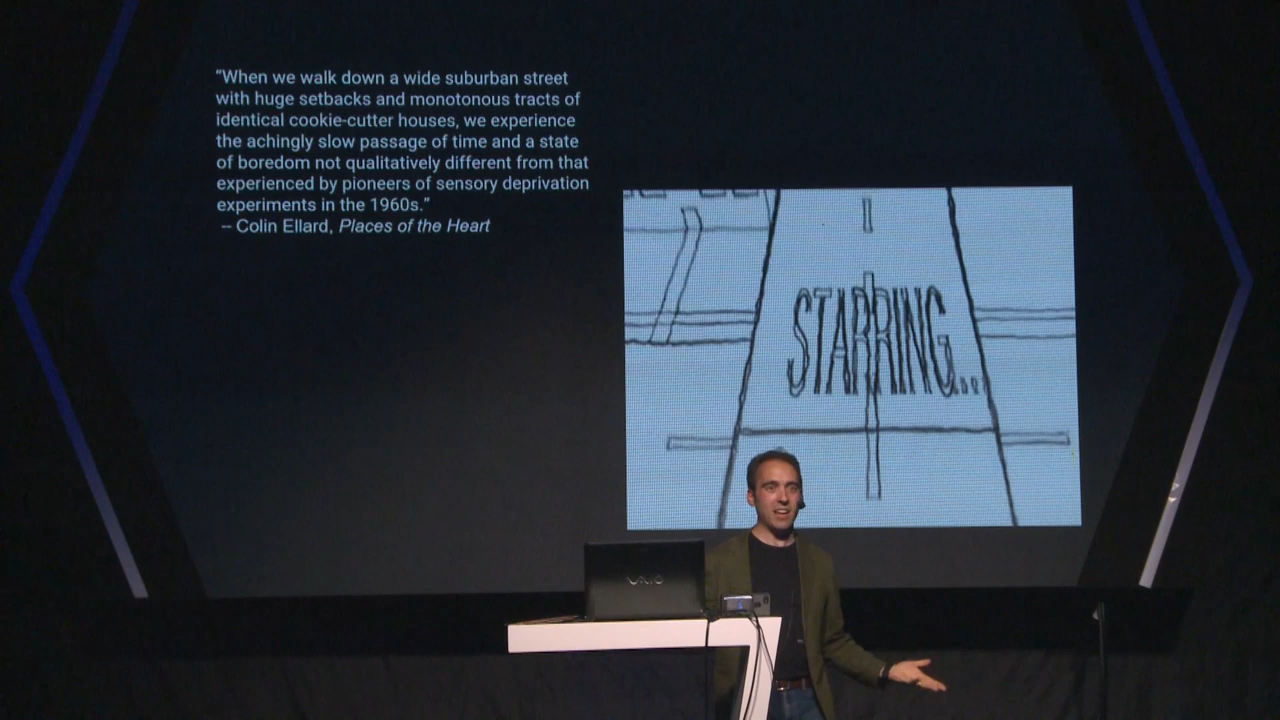 “When we walk down a wide suburban street
with huge setbacks and monotonous tracts of
identical cookie-cutter houses, we experience
the achingly slow passage of time and a state
of boredom not qualitatively different from that
experienced by pioneers of sensory deprivation
experiments in the 1960s.”
-- Colin Ellard, Places of the Heart
STARRING...
VAIO